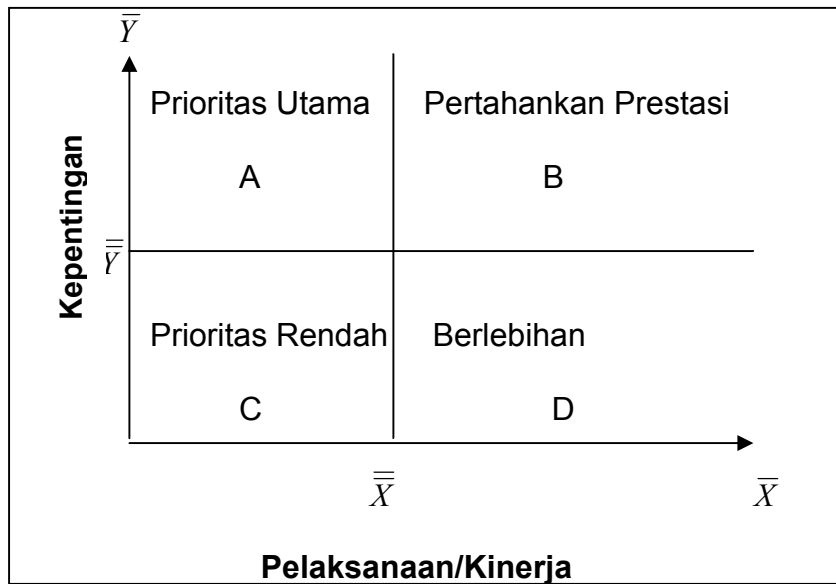 Y̅
Prioritas Utama
Pertahankan Prestasi
A
B
Kepentingan
Y̿
Prioritas Rendah
Berlebihan
C
D
X̿
X̅
Pelaksanaan/Kinerja